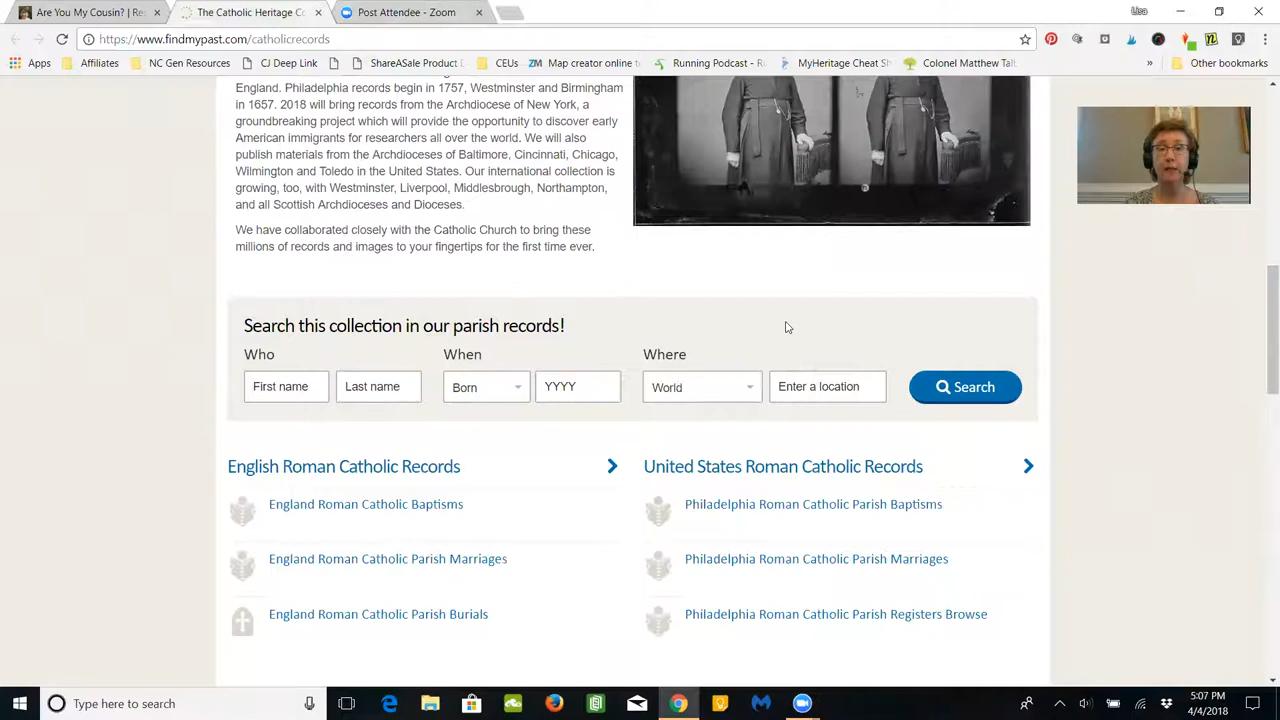 Are You My Cousin? | Res
The Catholic Heritage Co
Post Attendee - Zoom
Lisa
https://www.findmypast.com/catholicrecords
Apps
Affiliates
NC Gen Resources
CJ Deep Link
ShareASale Product D
CEUs
Map creator online to
Running Podcast - Ru
MyHeritage Cheat Sh
Colonel Matthew Talb
»
Other bookmarks
England. Philadelphia records begin in 1757, Westminster and Birmingham
in 1657. 2018 will bring records from the Archdiocese of New York, a
groundbreaking project which will provide the opportunity to discover early
American immigrants for researchers all over the world. We will also
publish materials from the Archdioceses of Baltimore, Cincinnati, Chicago,
Wilmington and Toledo in the United States. Our international collection is
growing, too, with Westminster, Liverpool, Middlesbrough, Northampton,
and all Scottish Archdioceses and Dioceses.
We have collaborated closely with the Catholic Church to bring these
millions of records and images to your fingertips for the first time ever.
Search this collection in our parish records!
Who
When
Where
First name
Last name
Born
YYYY
World
Enter a location
Search
English Roman Catholic Records
United States Roman Catholic Records
England Roman Catholic Baptisms
Philadelphia Roman Catholic Parish Baptisms
England Roman Catholic Parish Marriages
Philadelphia Roman Catholic Parish Marriages
England Roman Catholic Parish Burials
Philadelphia Roman Catholic Parish Registers Browse
Type here to search
5:07 PM
4/4/2018